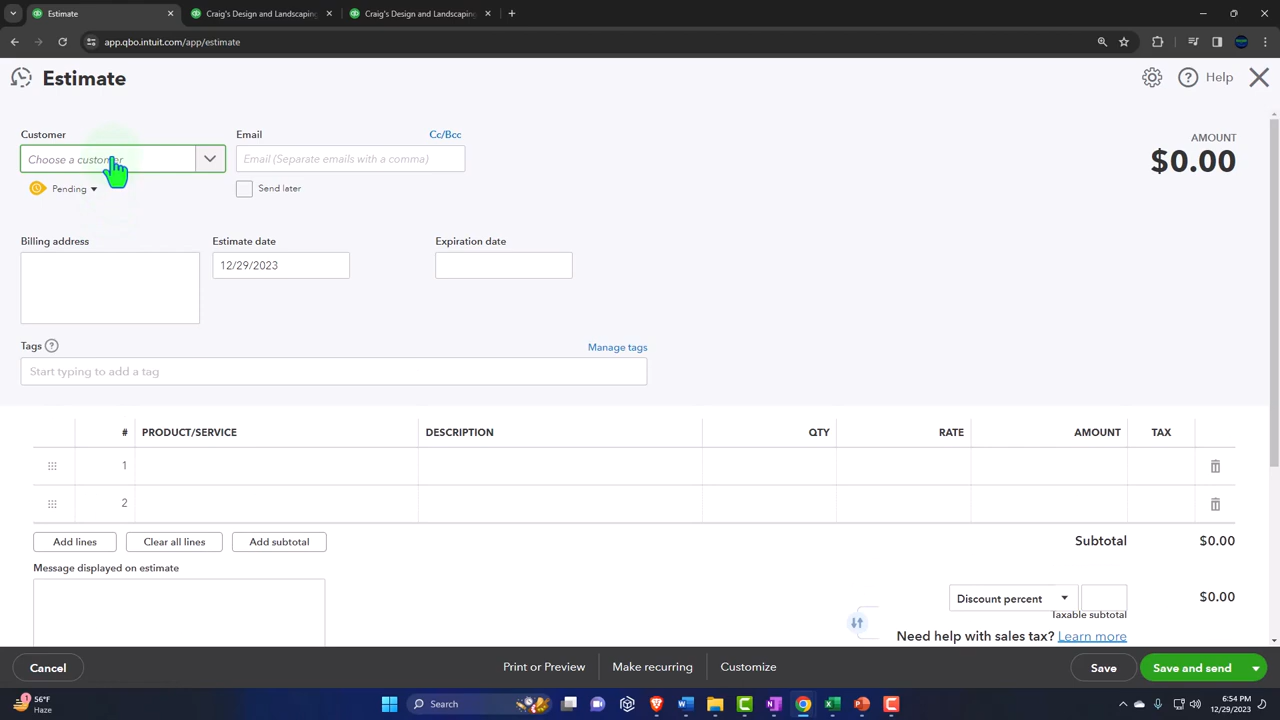 Estimate
Craig's Design and Landscaping
Craig's Design and Landscaping
app.qbo.intuit.com/app/estimate
Estimate
Help
Customer
Email
Cc/Bcc
AMOUNT
Choose a customer
Email (Separate emails with a comma)
$0.00
Pending
Send later
Billing address
Estimate date
Expiration date
12/29/2023
Tags
Manage tags
Start typing to add a tag
# PRODUCT/SERVICE DESCRIPTION QTY RATE AMOUNT TAX
1
2
Add lines
Clear all lines
Add subtotal
Subtotal
$0.00
Message displayed on estimate
Discount percent
$0.00
Taxable subtotal
Need help with sales tax? Learn more
Cancel
Print or Preview
Make recurring
Customize
Save
Save and send
1
56°F
Haze
Search
6:54 PM
12/29/2023